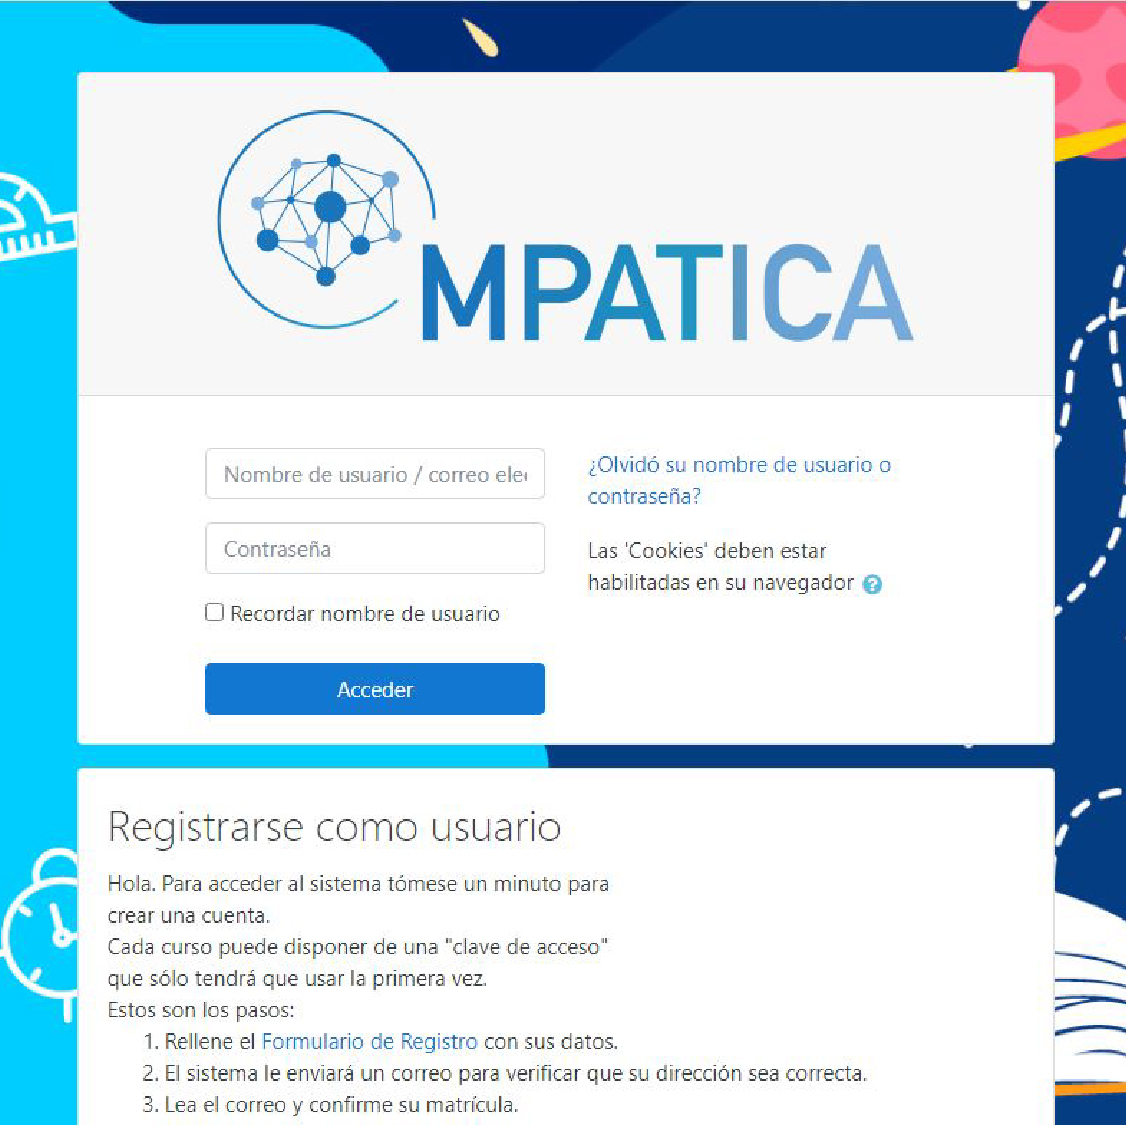 MPATICA
Nombre de usuario / correo ele
¿Olvidó su nombre de usuario o
contraseña?
Contraseña
Las 'Cookies' deben estar
habilitadas en su navegador ?
Recordar nombre de usuario
Acceder
Registrarse como usuario
Hola. Para acceder al sistema tómese un minuto para
crear una cuenta.
Cada curso puede disponer de una "clave de acceso"
que sólo tendrá que usar la primera vez.
Estos son los pasos:
1. Rellene el Formulario de Registro con sus datos.
2. El sistema le enviará un correo para verificar que su dirección sea correcta.
3. Lea el correo y confirme su matrícula.